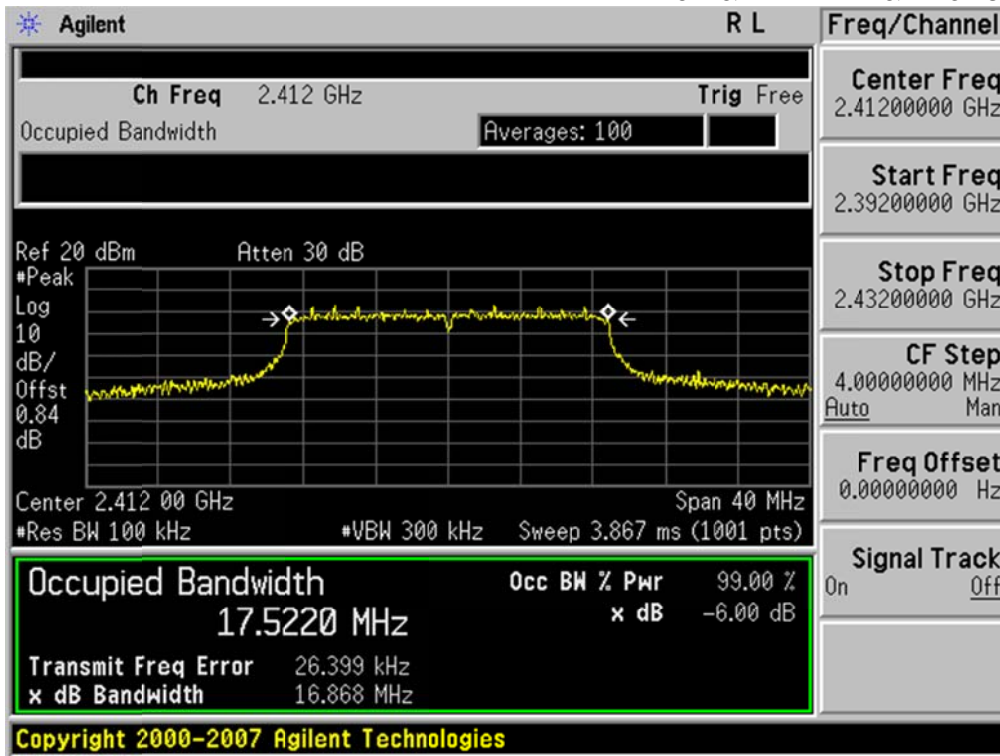 Agilent R L Freq/Channel
Ch Freq 2.412 GHz Trig Free
Occupied Bandwidth Averages: 100
Center Freq
2.41200000 GHz
Start Freq
2.39200000 GHz
Stop Freq
2.43200000 GHz
CF Step
4.00000000 MHz
Auto Man
Freq Offset
0.00000000 Hz
Signal Track
On Off
Ref 20 dBm Atten 30 dB
#Peak
Log
10
dB/
Offst
0.84
dB
Center 2.412 00 GHz Span 40 MHz
#Res BW 100 kHz #VBW 300 kHz Sweep 3.867 ms (1001 pts)
Occupied Bandwidth Occ BW % Pwr 99.00 %
17.5220 MHz x dB -6.00 dB
Transmit Freq Error 26.399 kHz
x dB Bandwidth 16.868 MHz
Copyright 2000-2007 Agilent Technologies